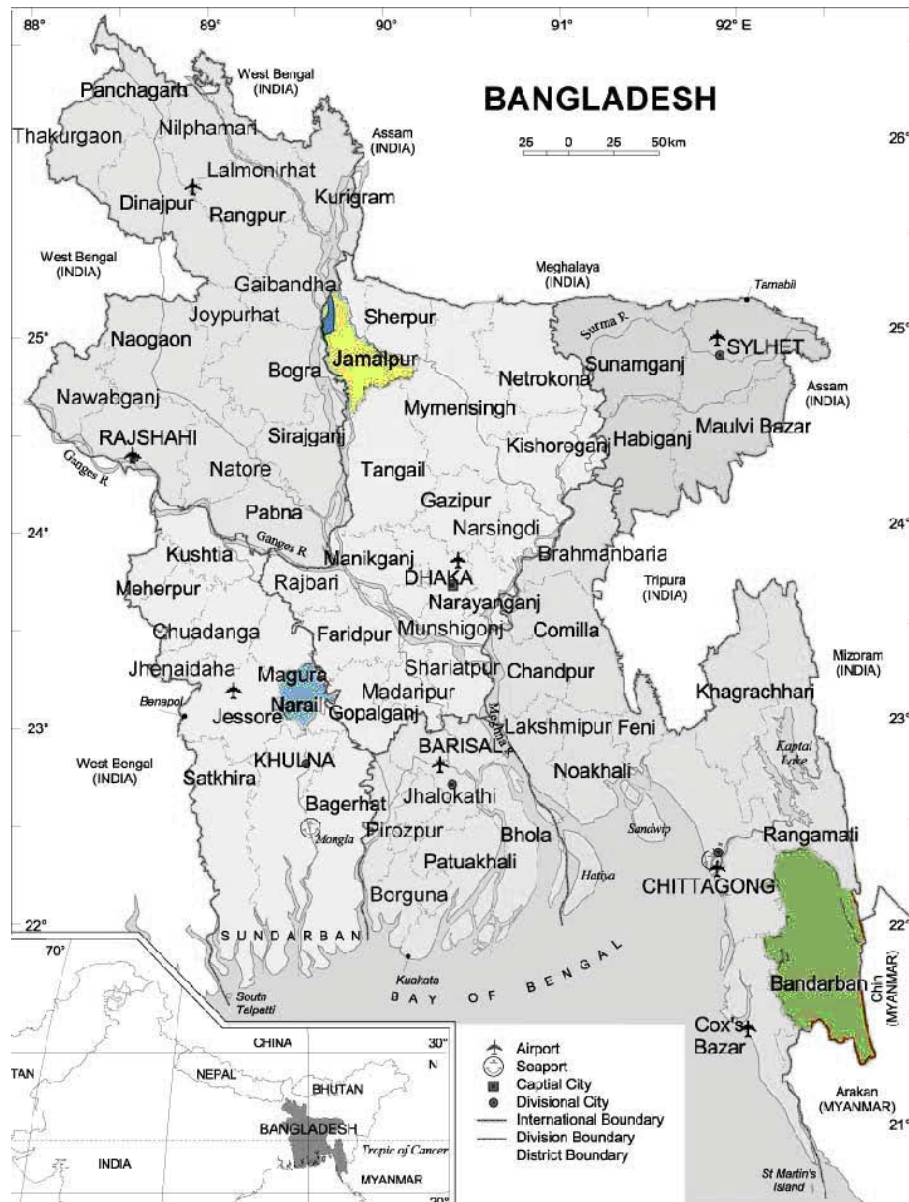 88°
89°
90°
91°
92° E
BANGLADESH
25 0 25 50km
West Bengal
(INDIA)
Panchagarh
Nilphamari
Thakurgaon
Assam
(INDIA)
26°
26°
Lalmonirhat
Kurigram
Dinajpur
Rangpur
West Bengal
(INDIA)
Meghalaya
(INDIA)
Tamabil
Gaibandha
Joypurhat
Sherpur
Surma R.
25°
25°
Naogaon
SYLHET
Jamalpur
Sunamganj
Bogra
Netrokona
Assam
(INDIA)
Nawabganj
Mymensingh
Maulvi Bazar
RAJSHAHI
Sirajganj
Kishoreganj
Habiganj
Ganges R.
Natore
Tangail
Gazipur
Pabna
Narsingdi
24°
24°
Ganges R
Kushtia
Manikganj
Brahmanbaria
Meherpur
Rajbari
DHAKA
Tripura
(INDIA)
Narayanganj
Chuadanga
Faridpur
Munshigonj
Comilla
Jhenaidaha
Magura
Shariatpur
Chandpur
Mizoram
(INDIA)
Benapol
Narail
Madaripur
Khagrachhari
Jessore
Gopalganj
23°
23°
Meghna R.
Lakshmipur
Feni
West Bengal
(INDIA)
KHULNA
BARISAL
Kaptai
Lake
Satkhira
Noakhali
Bagerhat
Jhalokathi
Mongla
Pirozpur
Bhola
Sandwip
Rangamati
Patuakhali
Hatiya
CHITTAGONG
Borguna
22°
22°
SUNDARBAN
Chin
(MYANMAR)
Kuakata
Bandarban
South
Talpatti
BAY OF BENGAL
Cox's
Bazar
Arakan
(MYANMAR)
21°
St Martin's
Island
Airport
Seaport
Captial City
Divisional City
International Boundary
Division Boundary
District Boundary
70°
CHINA
30°
N
TAN
NEPAL
BHUTAN
BANGLADESH
Tropic of Cancer
INDIA
MYANMAR